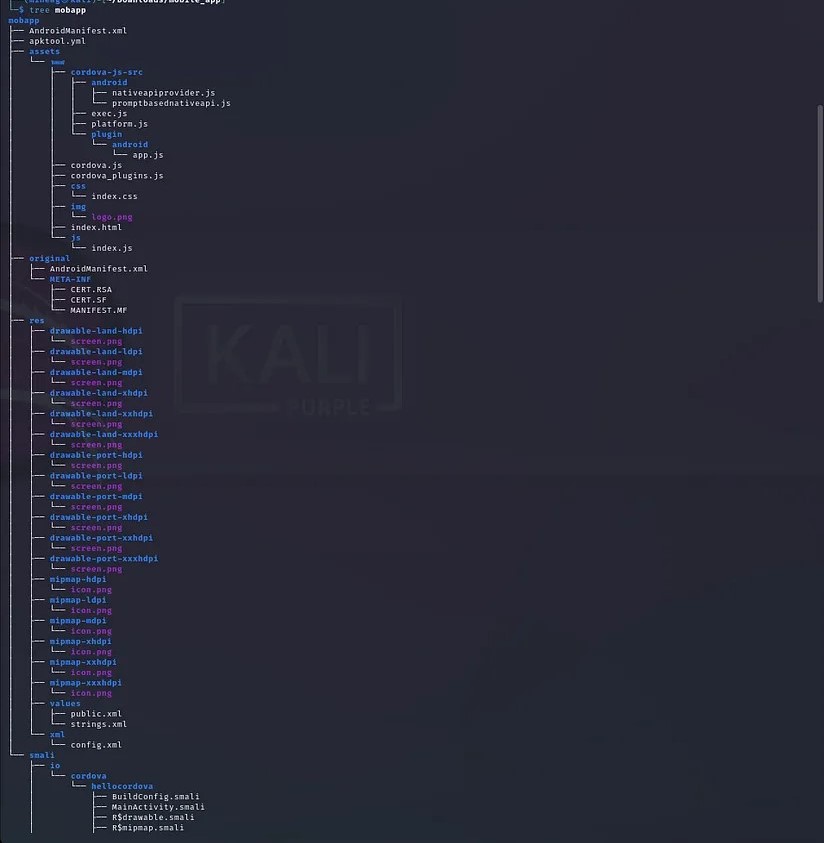 └─$ tree mobapp
mobapp
├── AndroidManifest.xml
├── apktool.yml
├── assets
│   └── www
│       ├── cordova-js-src
│       │   ├── android
│       │   │   ├── nativeapiprovider.js
│       │   │   └── promptbasednativeapi.js
│       │   ├── exec.js
│       │   ├── platform.js
│       │   └── plugin
│       │       └── android
│       │           └── app.js
│       ├── cordova.js
│       ├── cordova_plugins.js
│       ├── css
│       │   └── index.css
│       ├── img
│       │   └── logo.png
│       ├── index.html
│       └── js
│           └── index.js
├── original
│   ├── AndroidManifest.xml
│   └── META-INF
│       ├── CERT.RSA
│       ├── CERT.SF
│       └── MANIFEST.MF
├── res
│   ├── drawable-land-hdpi
│   │   └── screen.png
│   ├── drawable-land-ldpi
│   │   └── screen.png
│   ├── drawable-land-mdpi
│   │   └── screen.png
│   ├── drawable-land-xhdpi
│   │   └── screen.png
│   ├── drawable-land-xxhdpi
│   │   └── screen.png
│   ├── drawable-land-xxxhdpi
│   │   └── screen.png
│   ├── drawable-port-hdpi
│   │   └── screen.png
│   ├── drawable-port-ldpi
│   │   └── screen.png
│   ├── drawable-port-mdpi
│   │   └── screen.png
│   ├── drawable-port-xhdpi
│   │   └── screen.png
│   ├── drawable-port-xxhdpi
│   │   └── screen.png
│   ├── drawable-port-xxxhdpi
│   │   └── screen.png
│   ├── mipmap-hdpi
│   │   └── icon.png
│   ├── mipmap-ldpi
│   │   └── icon.png
│   ├── mipmap-mdpi
│   │   └── icon.png
│   ├── mipmap-xhdpi
│   │   └── icon.png
│   ├── mipmap-xxhdpi
│   │   └── icon.png
│   ├── mipmap-xxxhdpi
│   │   └── icon.png
│   ├── values
│   │   ├── public.xml
│   │   └── strings.xml
│   └── xml
│       └── config.xml
└── smali
    ├── io
    │   └── cordova
    │       └── hellocordova
    │           ├── BuildConfig.smali
    │           ├── MainActivity.smali
    │           ├── R$drawable.smali
    │           ├── R$mipmap.smali
KALI
PURPLE